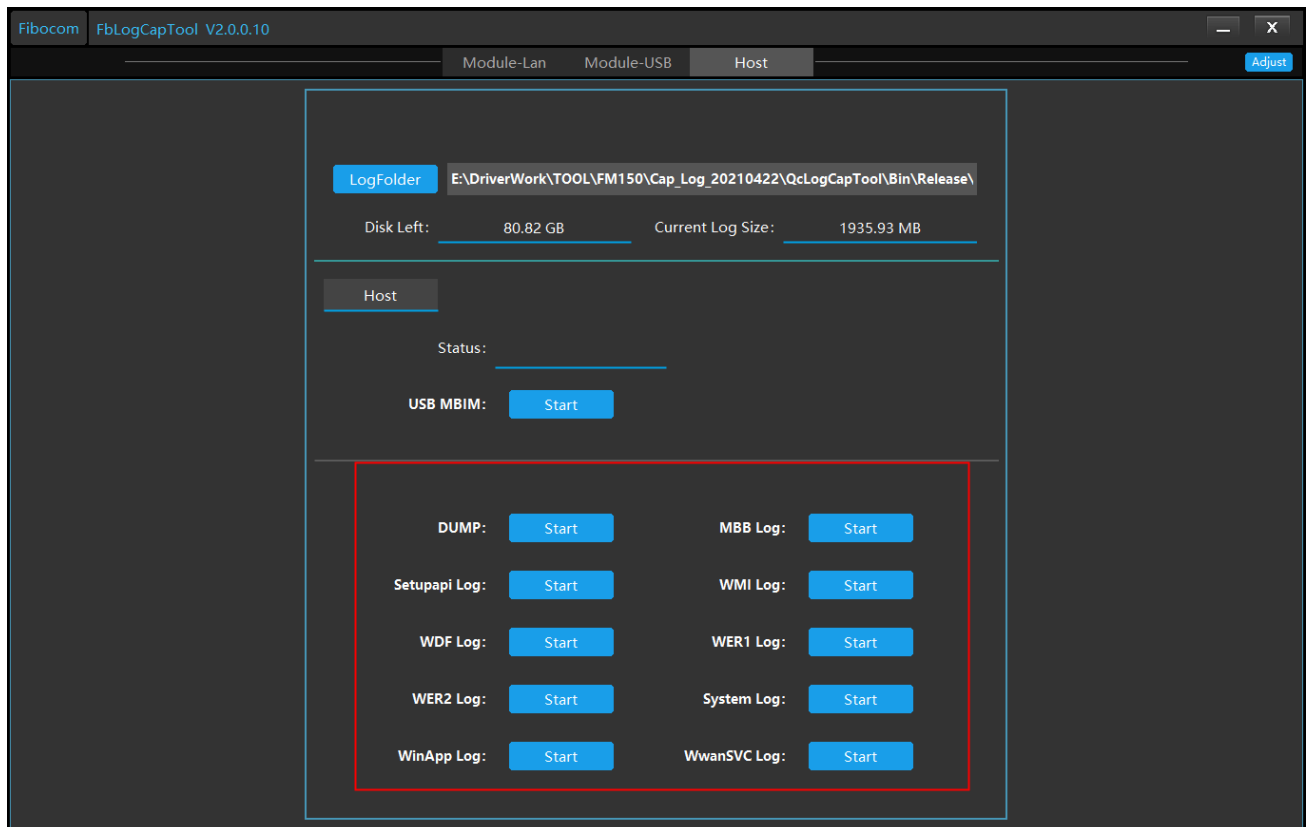 Fibocom FbLogCapTool V2.0.0.10
Module-Lan Module-USB Host Adjust
LogFolder E:\DriverWork\TOOL\FM150\Cap_Log_20210422\QcLogCapTool\Bin\Release\
Disk Left: 80.82 GB Current Log Size: 1935.93 MB
Host
Status:
USB MBIM: Start
DUMP: Start MBB Log: Start
Setupapi Log: Start WMI Log: Start
WDF Log: Start WER1 Log: Start
WER2 Log: Start System Log: Start
WinApp Log: Start WwanSVC Log: Start